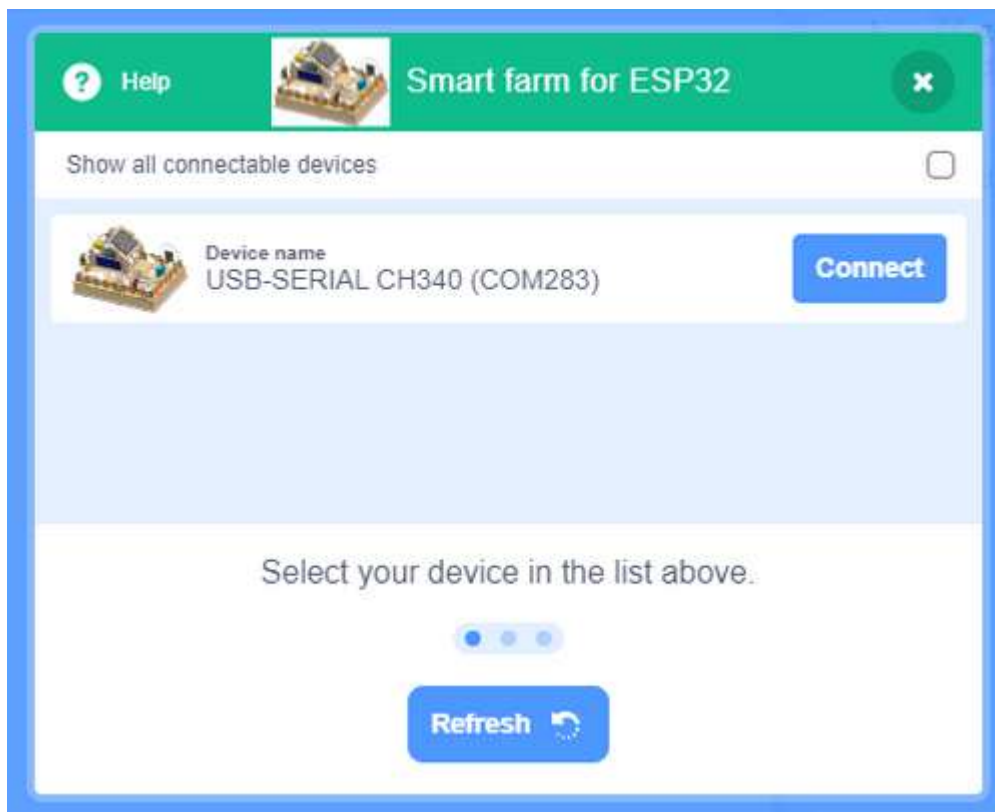 ? Help
Smart farm for ESP32
Show all connectable devices
Device name
USB-SERIAL CH340 (COM283)
Connect
Select your device in the list above.
Refresh